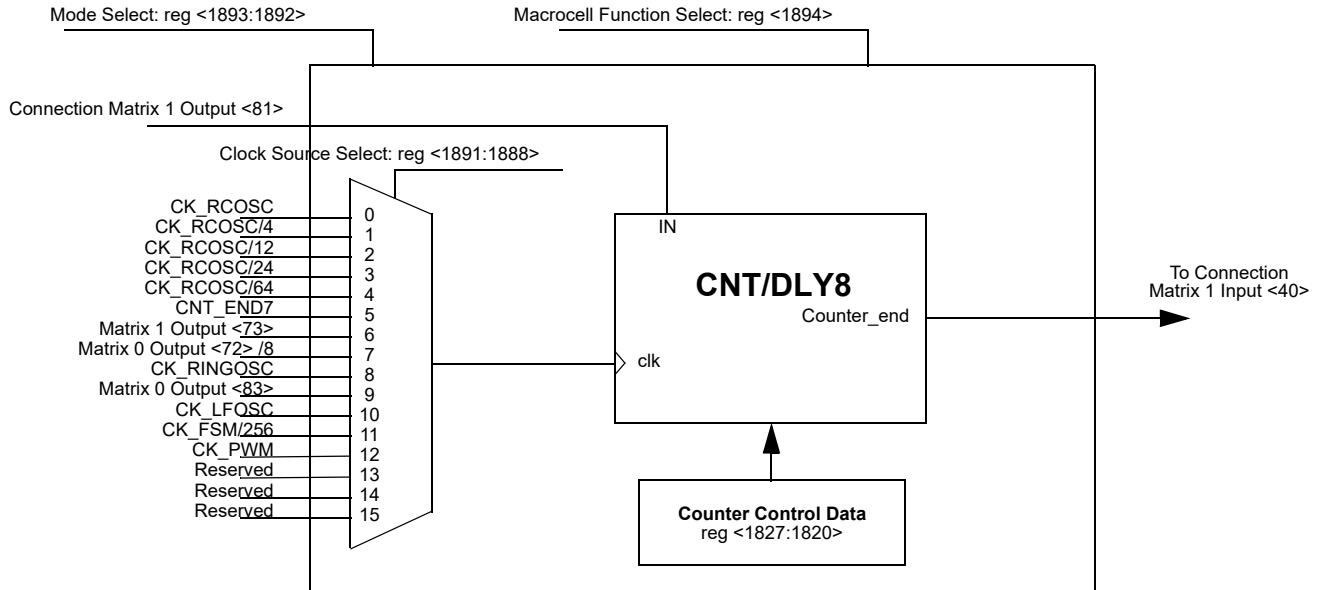 Mode Select: reg <1893:1892>
Macrocell Function Select: reg <1894>
Connection Matrix 1 Output <81>
Clock Source Select: reg <1891:1888>
CK_RCOSC 0
CK_RCOSC/4 1
CK_RCOSC/12 2
CK_RCOSC/24 3
CK_RCOSC/64 4
CNT_END7 5
Matrix 1 Output <73> 6
Matrix 0 Output <72> /8 7
CK_RINGOSC 8
Matrix 0 Output <83> 9
CK_LFOSC 10
CK_FSM/256 11
CK_PWM 12
Reserved 13
Reserved 14
Reserved 15
IN
CNT/DLY8
Counter_end
clk
To Connection
Matrix 1 Input <40>
Counter Control Data
reg <1827:1820>